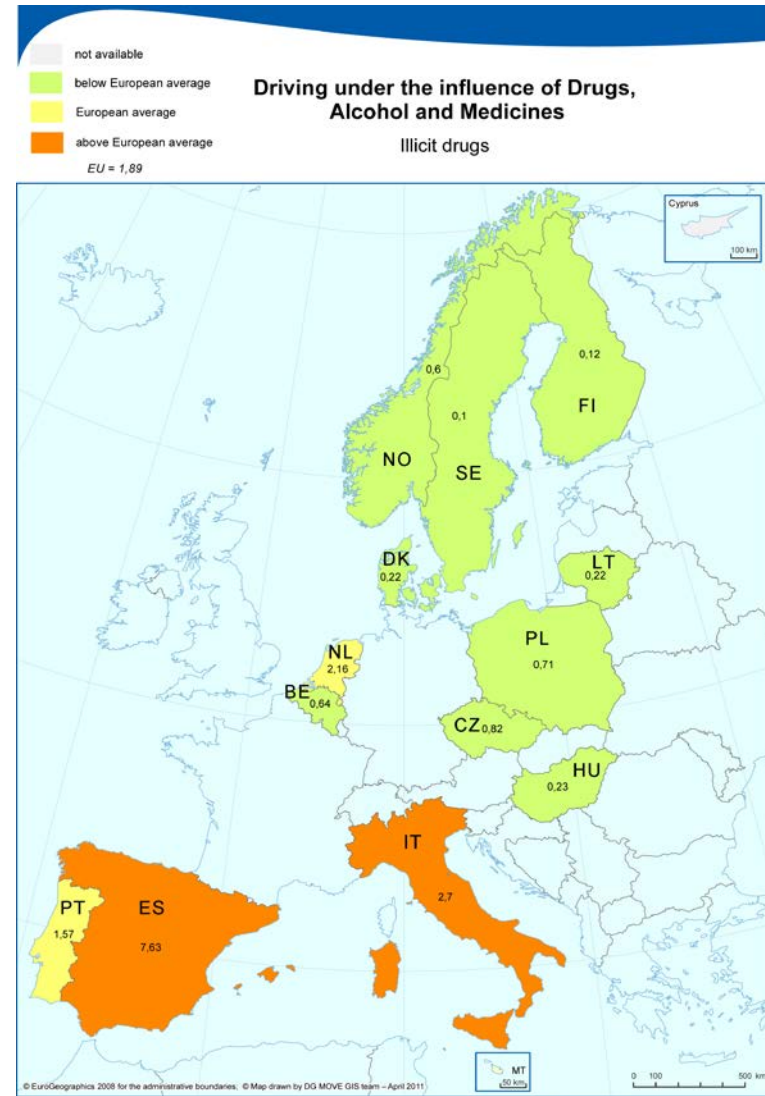 not available
below European average
European average
above European average
EU = 1,89
Driving under the influence of Drugs,
Alcohol and Medicines
Illicit drugs
Cyprus
100 km
0,6
0,12
0,1
FI
NO
SE
DK
0,22
LT
0,22
NL
2,16
PL
0,71
BE
0,64
CZ 0,82
HU
0,23
IT
2,7
PT
1,57
ES
7,63
MT
50 km
0 100 500 km
© EuroGeographics 2008 for the administrative boundaries; © Map drawn by DG MOVE GIS team – April 2011